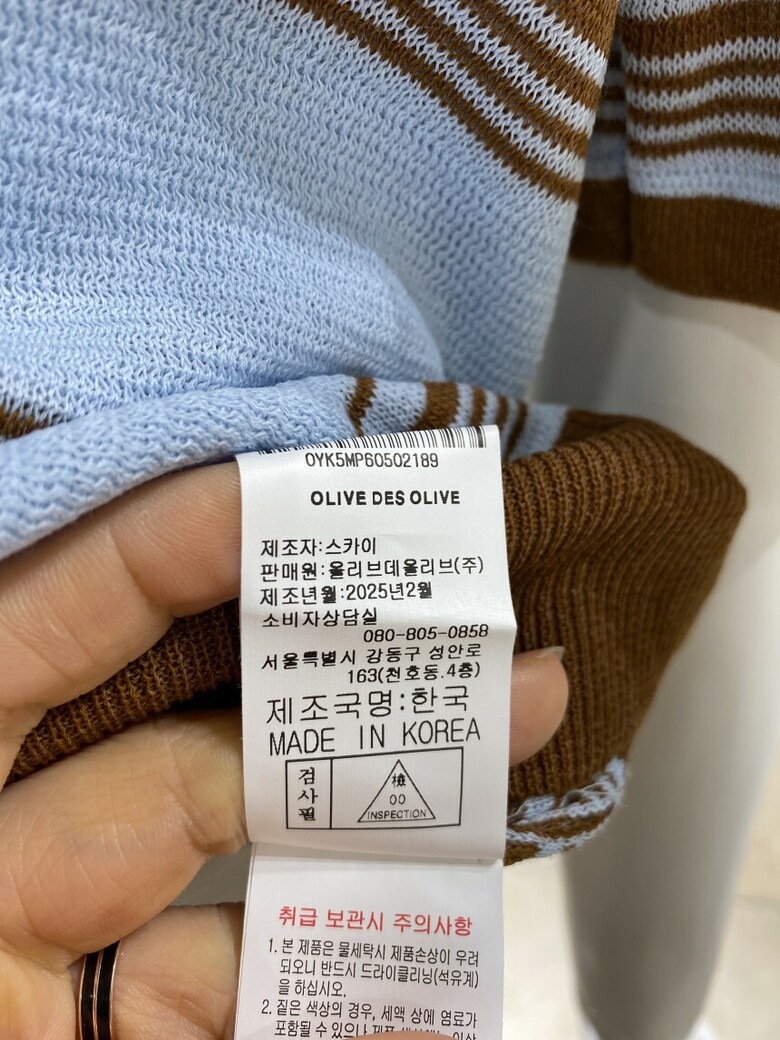 OYK5MP60502189
OLIVE DES OLIVE
제조자:스카이
판매원:올리브데올리브(주)
제조년월:2025년2월
소비자상담실
080-805-0858
서울특별시 강동구 성안로
163(천호동.4층)
제조국명:한국
MADE IN KOREA
검사필
檢
00
INSPECTION
취급 보관시 주의사항
1. 본 제품은 물세탁시 제품손상이 우려
되오니 반드시 드라이클리닝(석유계)
을 하십시오.
2. 짙은 색상의 경우, 세액 상에 염료가
포함될 수 있으나